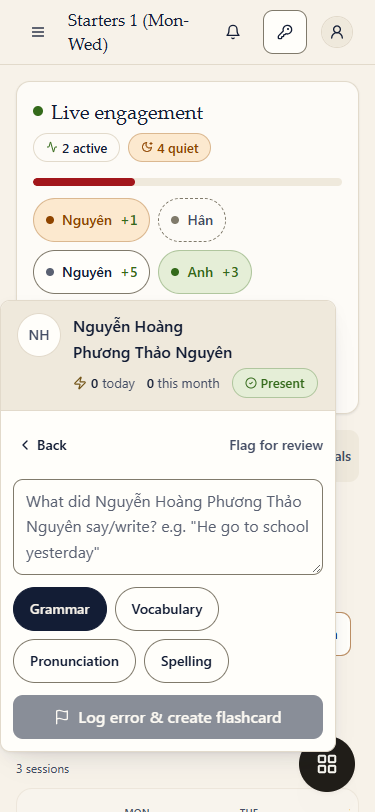 Starters 1 (Mon-
Wed)
Live engagement
2 active
4 quiet
Nguyên +1
Hân
Nguyên +5
Anh +3
NH
Nguyễn Hoàng
Phương Thảo Nguyên
0 today 0 this month
Present
Back
Flag for review
als
What did Nguyễn Hoàng Phương Thảo
Nguyên say/write? e.g. "He go to school
yesterday"
Grammar
Vocabulary
Pronunciation
Spelling
Log error & create flashcard
3 sessions
MON
TUE